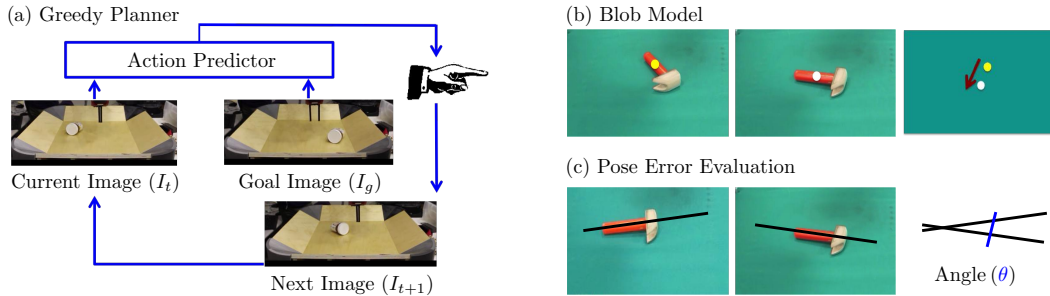 (a) Greedy Planner
Action Predictor
Current Image (I_t)
Goal Image (I_g)
Next Image (I_{t+1})
(b) Blob Model
(c) Pose Error Evaluation
Angle (θ)